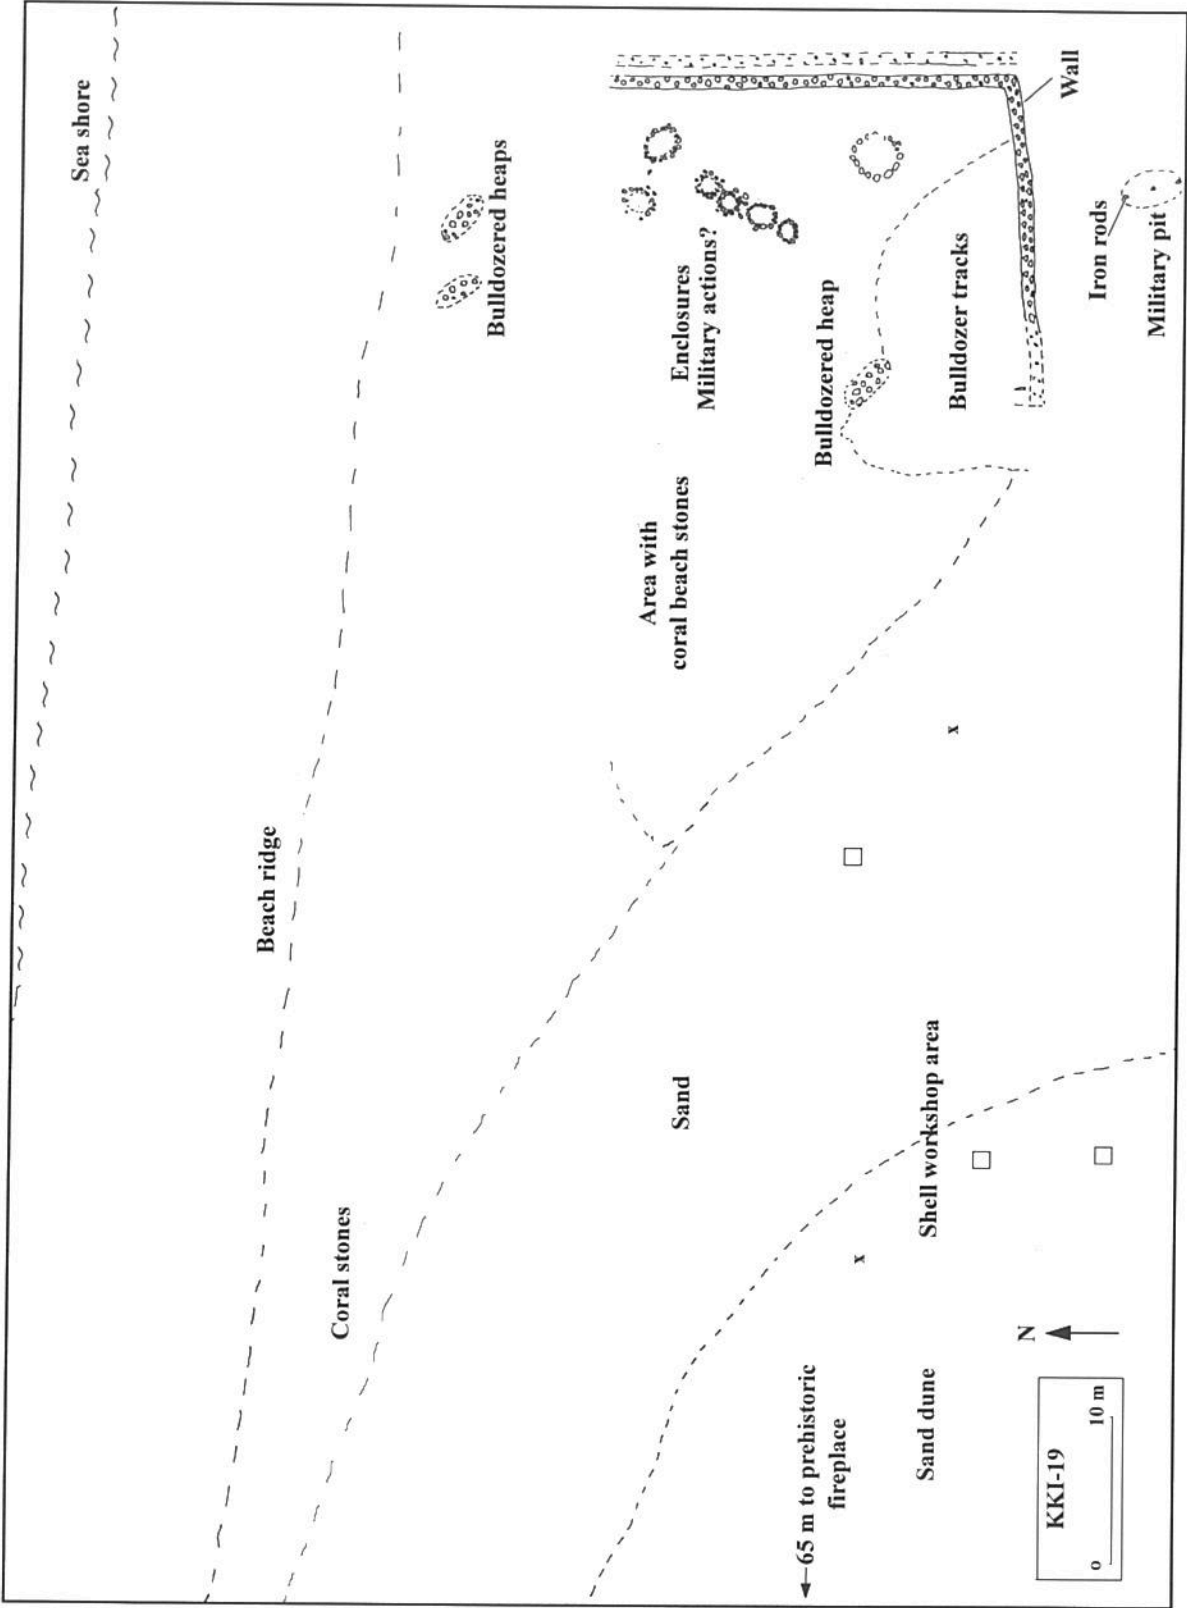 Sea shore
Beach ridge
Bulldozered heaps
Coral stones
Area with
coral beach stones
Enclosures
Military actions?
Sand
65 m to prehistoric
fireplace
Bulldozered heap
Sand dune
Shell workshop area
x
x
Bulldozer tracks
Wall
N
KKI-19
o 10 m
Iron rods
Military pit